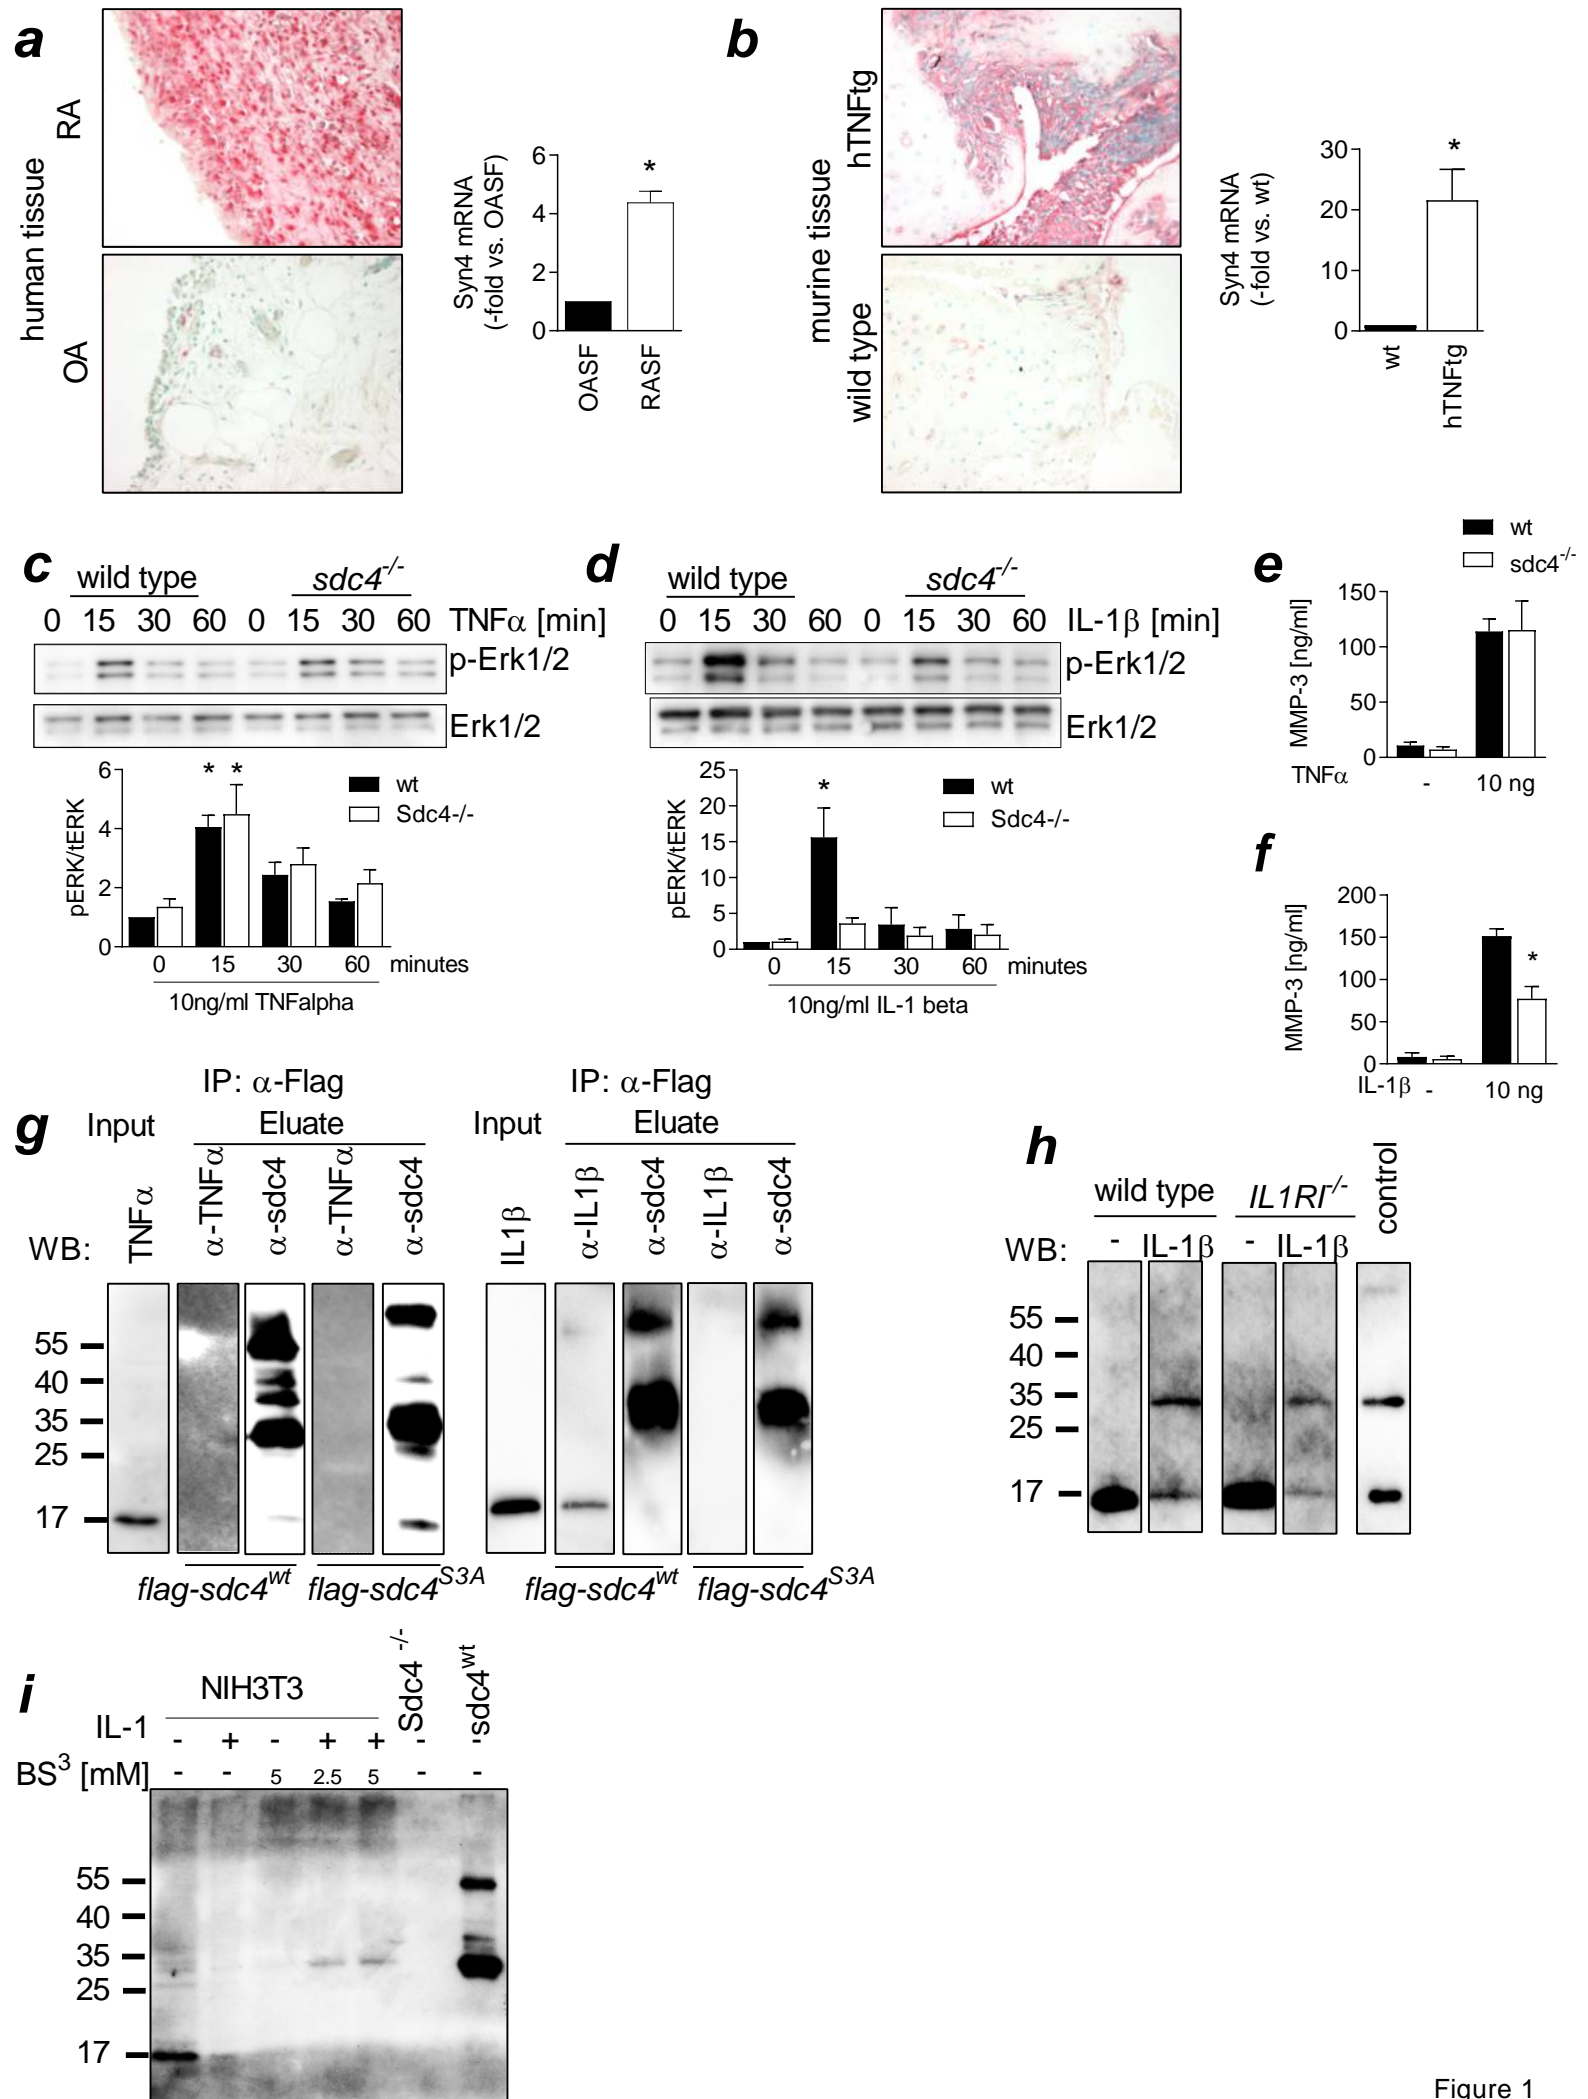 a
human tissue
RA
OA
Syn4 mRNA
(-fold vs. OASF)
6
4
2
0
*
OASF
RASF
b
murine tissue
hTNFtg
wild type
Syn4 mRNA
(-fold vs. wt)
30
20
10
0
*
wt
hTNFtg
c
wild type sdc4-/-
0 15 30 60 0 15 30 60 TNFα [min]
p-Erk1/2
Erk1/2
pERK/tERK
6
4
2
0
* *
wt
Sdc4-/-
0 15 30 60 minutes
10ng/ml TNFalpha
d
wild type sdc4-/-
0 15 30 60 0 15 30 60 IL-1β [min]
p-Erk1/2
Erk1/2
pERK/tERK
25
20
15
10
5
0
*
wt
Sdc4-/-
0 15 30 60 minutes
10ng/ml IL-1 beta
e
wt
sdc4-/-
MMP-3 [ng/ml]
150
100
50
0
TNFα - 10 ng
f
MMP-3 [ng/ml]
200
150
100
50
0
*
IL-1β - 10 ng
g
IP: α-Flag
Input Eluate
WB: TNFα α-TNFα α-sdc4 α-TNFα α-sdc4
55
40
35
25
17
flag-sdc4wt flag-sdc4S3A
IP: α-Flag
Input Eluate
IL1β α-IL1β α-sdc4 α-IL1β α-sdc4
flag-sdc4wt flag-sdc4S3A
h
wild type IL1RI-/- control
WB: - IL-1β - IL-1β
55
40
35
25
17
i
NIH3T3 Sdc4 -/- sdc4wt
IL-1 - + - + + - -
BS3 [mM] - - 5 2.5 5 - -
55
40
35
25
17
Figure 1